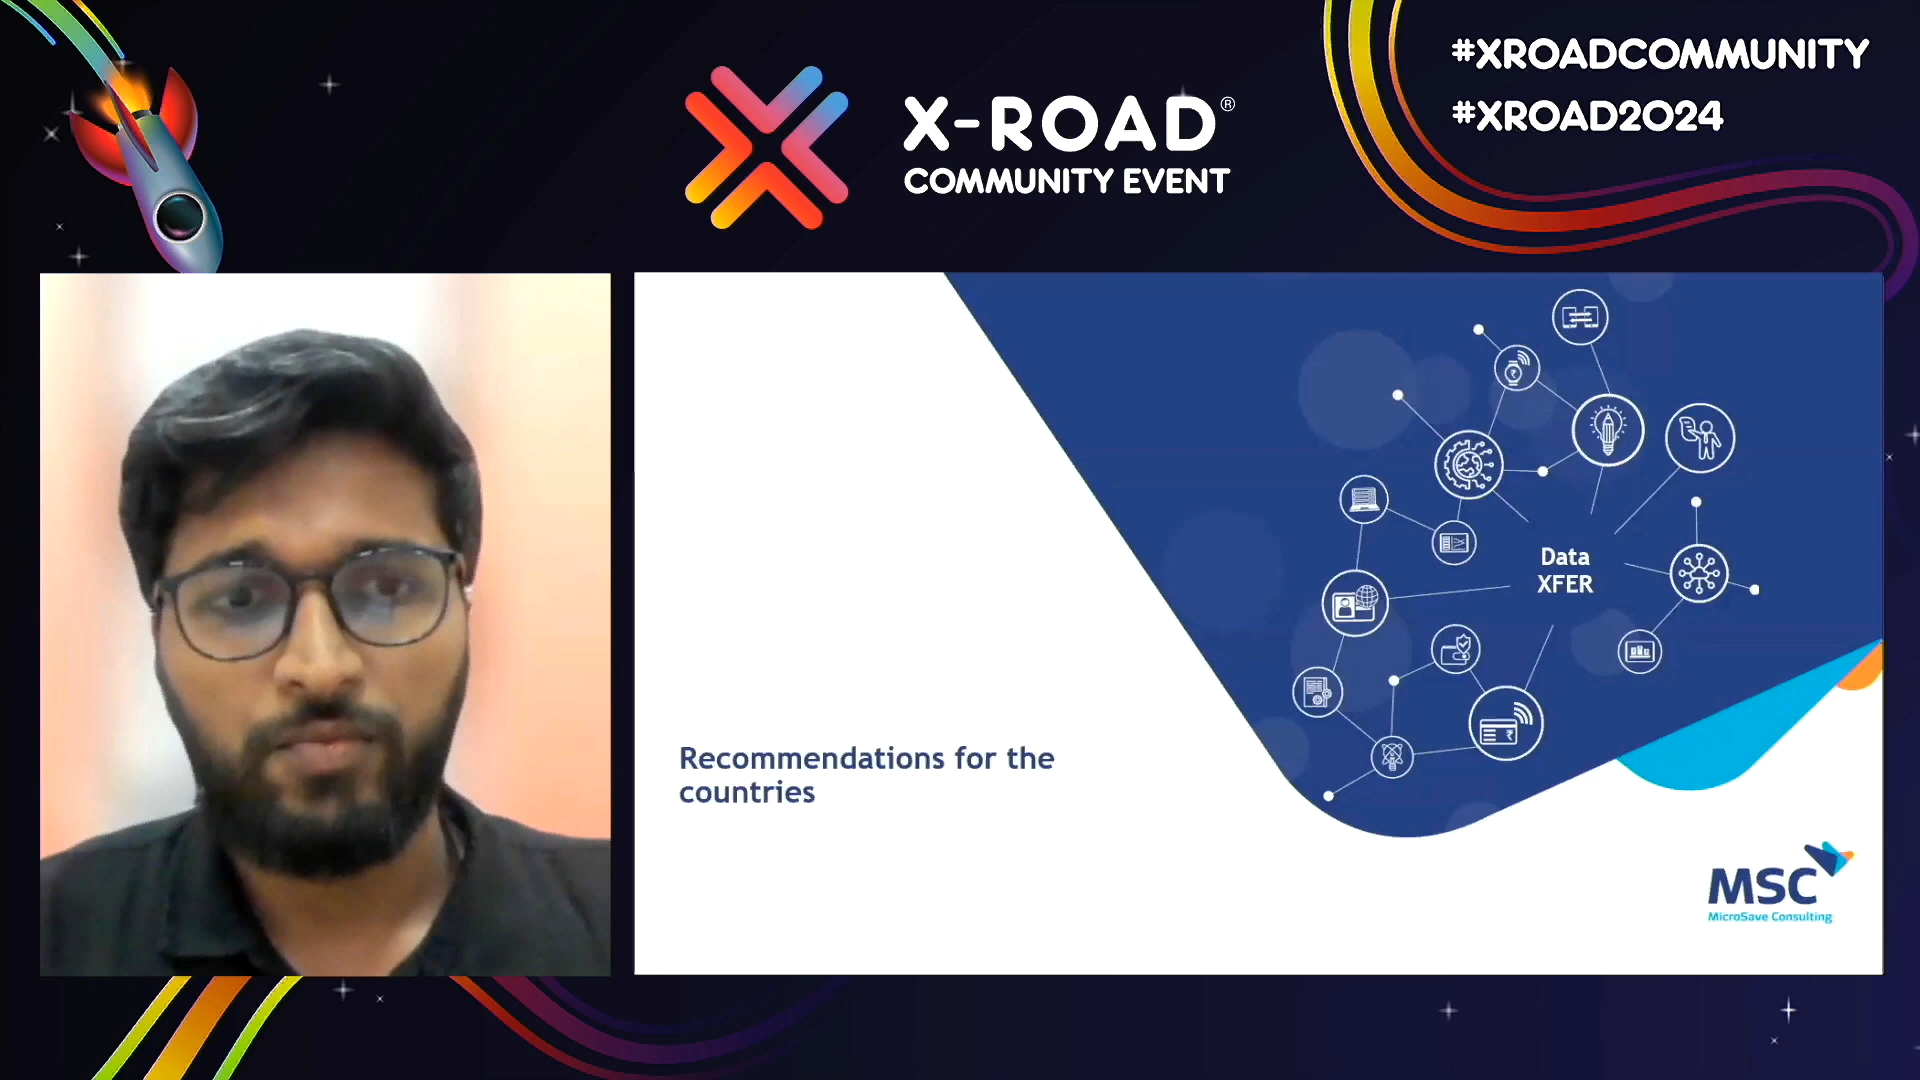 #XROADCOMMUNITY
#XROAD2024
X-ROAD®
COMMUNITY EVENT
Data
XFER
Recommendations for the
countries
MSC
MicroSave Consulting